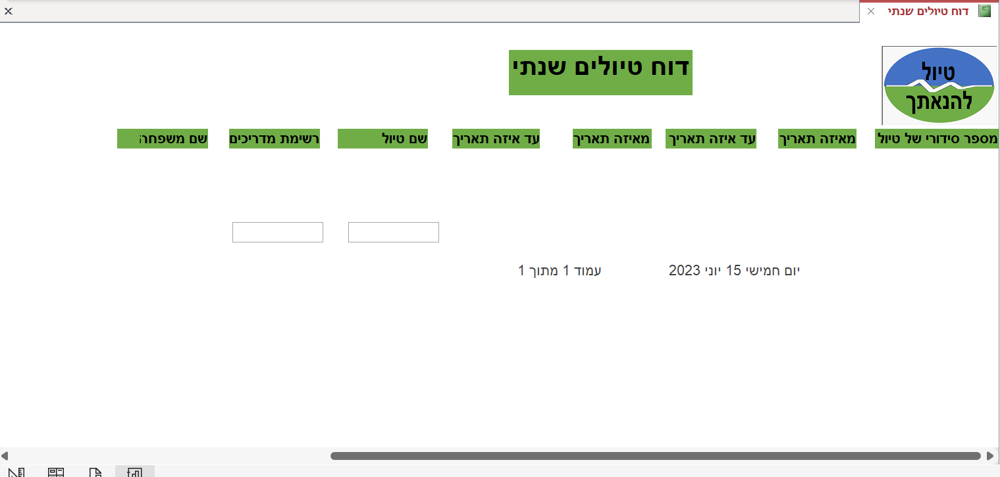 דוח טיולים שנתי
דוח טיולים שנתי
טיול
להנאתך
מספר סידורי של טיול מאיזה תאריך עד איזה תאריך מאיזה תאריך עד איזה תאריך שם טיול רשימת מדריכים שם משפחה
יום חמישי 15 יוני 2023 עמוד 1 מתוך 1